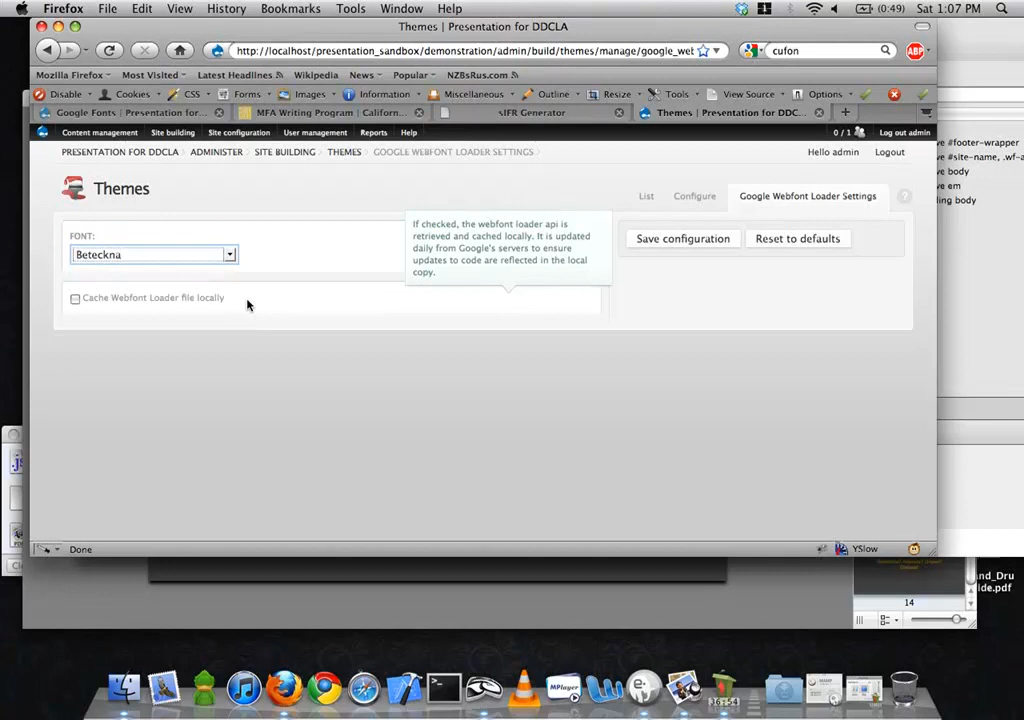 Firefox File Edit View History Bookmarks Tools Window Help (0:49) Sat 1:07 PM
Themes | Presentation for DDCLA
http://localhost/presentation_sandbox/demonstration/admin/build/themes/manage/google_wel cufon ABP
Mozilla Firefox Most Visited Latest Headlines Wikipedia News Popular NZBsRus.com
Disable Cookies CSS Forms Images Information Miscellaneous Outline Resize Tools View Source Options
Google Fonts | Presentation for... MFA Writing Program | Californ... sIFR Generator Themes | Presentation for DDC...
Content management Site building Site configuration User management Reports Help 0 / 1 Log out admin
PRESENTATION FOR DDCLA ADMINISTER SITE BUILDING THEMES GOOGLE WEBFONT LOADER SETTINGS Hello admin Logout
ve #footer-wrapper
ve #site-name, .wf-a
ve body
ve em
ling body
Themes List Configure Google Webfont Loader Settings ?
FONT:
Beteckna
If checked, the webfont loader api is
retrieved and cached locally. It is updated
daily from Google's servers to ensure
updates to code are reflected in the local
copy.
Save configuration Reset to defaults
Cache Webfont Loader file locally
Done YSlow
and_Dru
ide.pdf
14
MPlayer
36:54